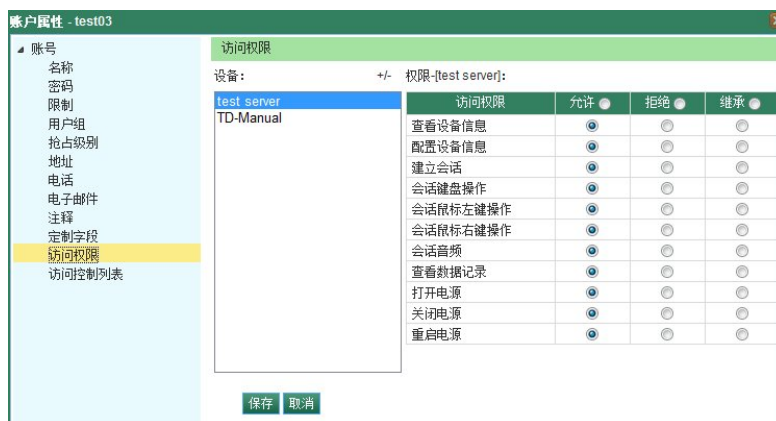 账户属性 - test03
账号
名称
密码
限制
用户组
抢占级别
地址
电话
电子邮件
注释
定制字段
访问权限
访问控制列表
访问权限
设备: +/-
test server
TD-Manual
权限-[test server]:
访问权限 允许 拒绝 继承
查看设备信息
配置设备信息
建立会话
会话键盘操作
会话鼠标左键操作
会话鼠标右键操作
会话音频
查看数据记录
打开电源
关闭电源
重启电源
保存 取消